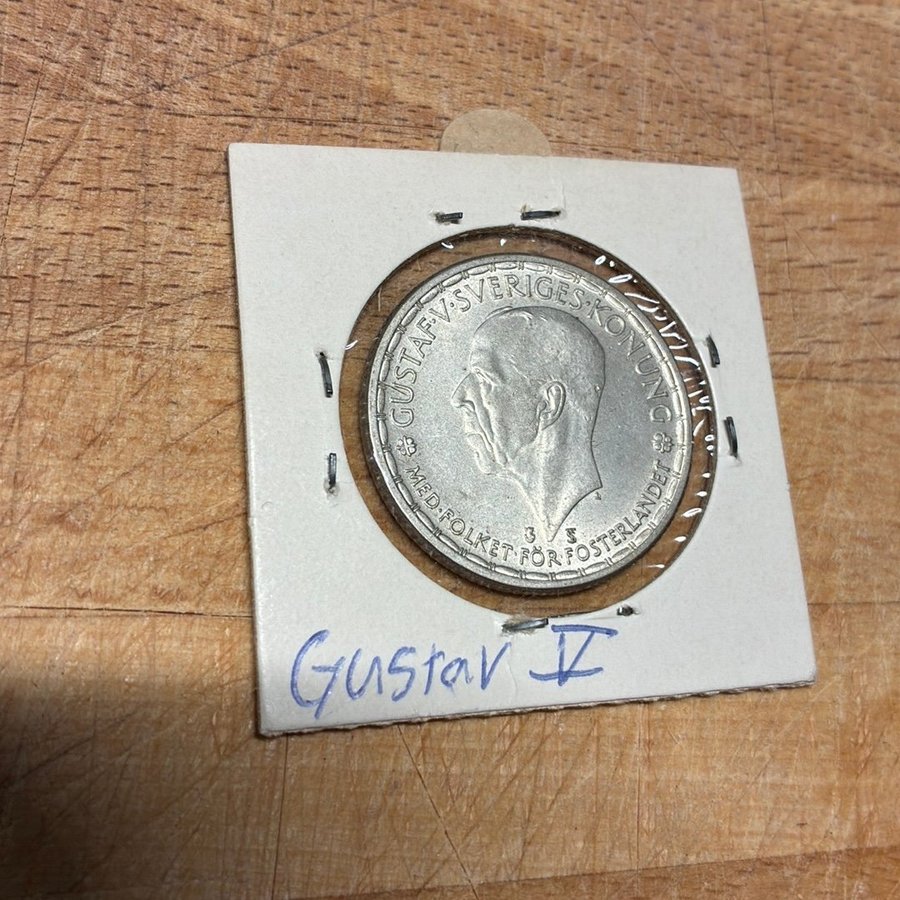 GUSTAF·V·SVERIGES·KONUNG
MED·FOLKET·FÖR·FOSTERLANDET
G S
Gustav V